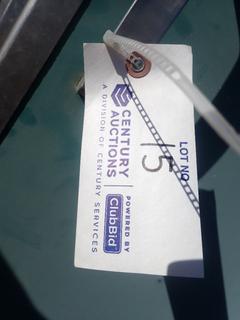 LOT NO.
15
CENTURY
AUCTIONS
A DIVISION OF CENTURY SERVICES
POWERED BY
ClubBid